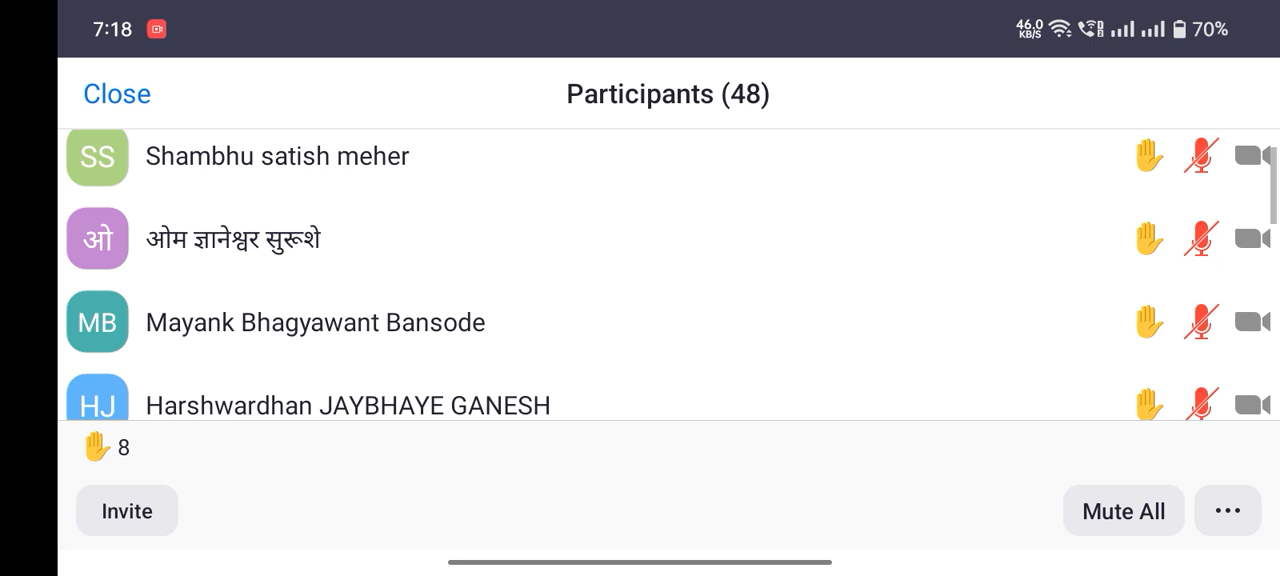 7:18 46.0 KB/S 70%
Close Participants (48)
SS Shambhu satish meher
ओ ओम ज्ञानेश्वर सुरूशे
MB Mayank Bhagyawant Bansode
HJ Harshwardhan JAYBHAYE GANESH
8
Invite Mute All